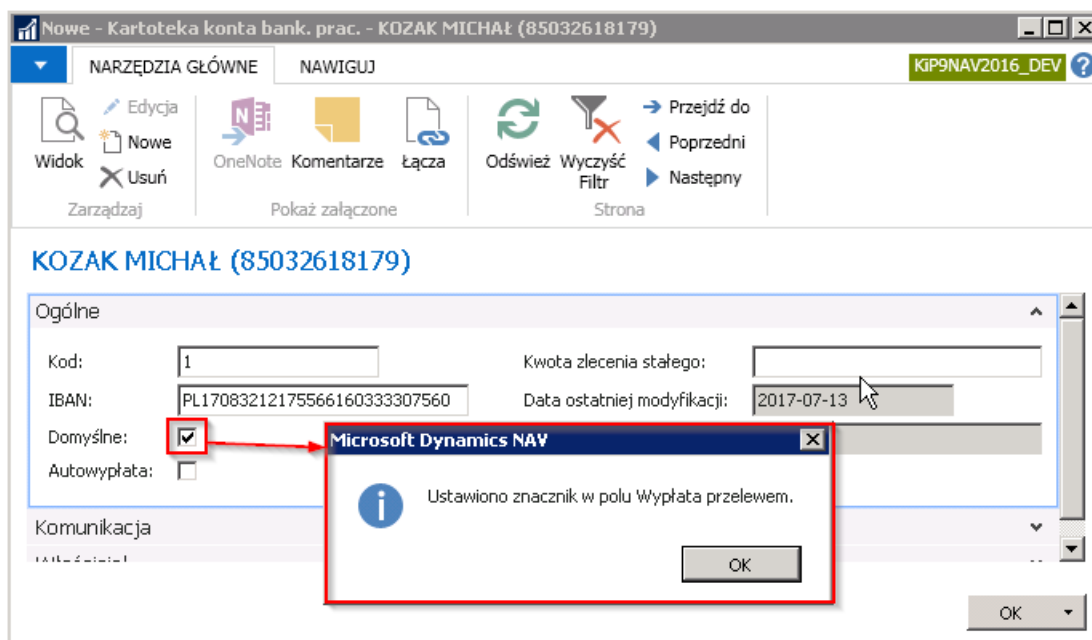 Nowe - Kartoteka konta bank. prac. - KOZAK MICHAŁ (85032618179)
NARZĘDZIA GŁÓWNE NAWIGUJ KiP9NAV2016_DEV
Widok
Edycja
Nowe
Usuń
Zarządzaj
OneNote Komentarze Łącza
Pokaż załączone
Odśwież Wyczyść
Filtr
Przejdź do
Poprzedni
Następny
Strona
KOZAK MICHAŁ (85032618179)
Ogólne
Kod: 1 Kwota zlecenia stałego:
IBAN: PL17083212175566160333307560 Data ostatniej modyfikacji: 2017-07-13
Domyślne:
Autowypłata:
Microsoft Dynamics NAV
Ustawiono znacznik w polu Wypłata przelewem.
OK
Komunikacja
OK